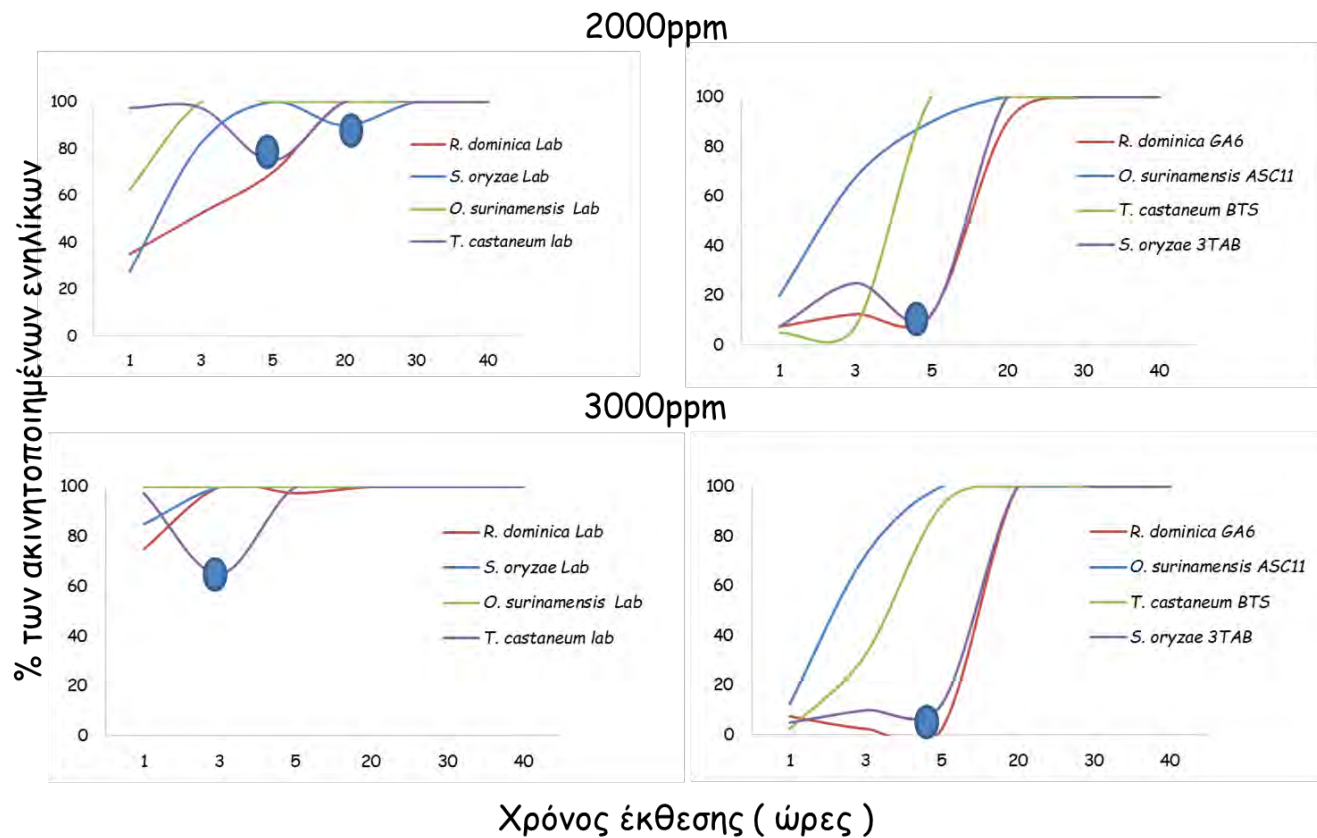 2000ppm
% των ακινητοποιημένων ενηλίκων
100
80
60
40
20
0
1 3 5 20 30 40
R. dominica Lab
S. oryzae Lab
O. surinamensis Lab
T. castaneum lab
100
80
60
40
20
0
1 3 5 20 30 40
R. dominica GA6
O. surinamensis ASC11
T. castaneum BTS
S. oryzae 3TAB
3000ppm
100
80
60
40
20
0
1 3 5 20 30 40
R. dominica Lab
S. oryzae Lab
O. surinamensis Lab
T. castaneum lab
100
80
60
40
20
0
1 3 5 20 30 40
R. dominica GA6
O. surinamensis ASC11
T. castaneum BTS
S. oryzae 3TAB
Χρόνος έκθεσης ( ώρες )